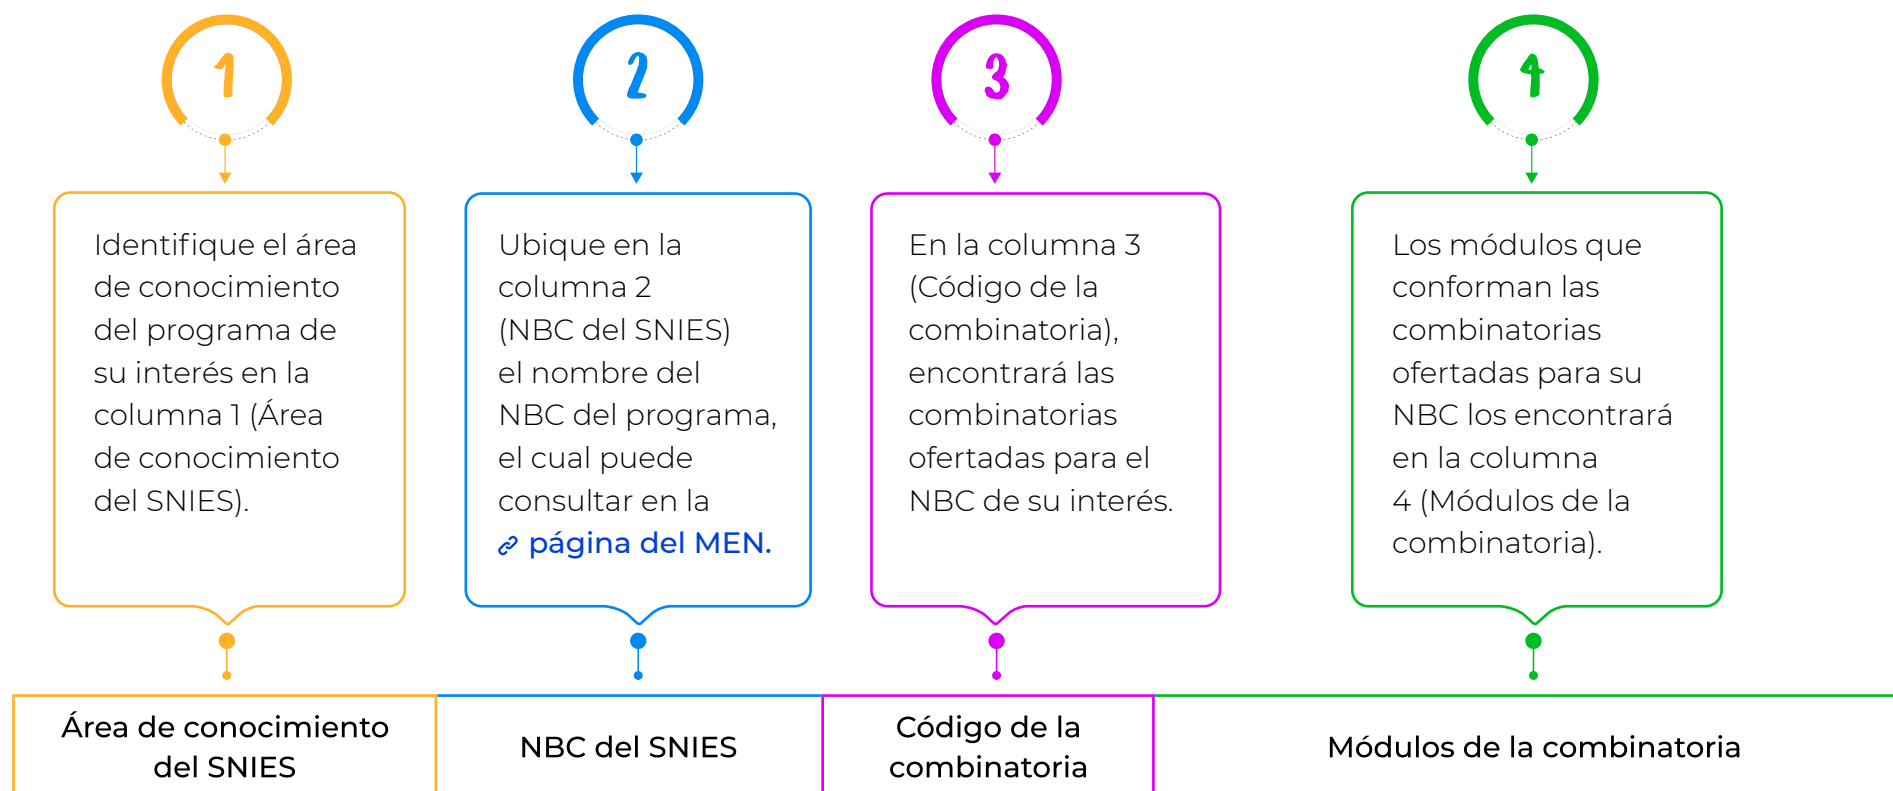 1
Identifique el área
de conocimiento
del programa de
su interés en la
columna 1 (Área
de conocimiento
del SNIES).
2
Ubique en la
columna 2
(NBC del SNIES)
el nombre del
NBC del programa,
el cual puede
consultar en la
página del MEN.
3
En la columna 3
(Código de la
combinatoria),
encontrará las
combinatorias
ofertadas para el
NBC de su interés.
4
Los módulos que
conforman las
combinatorias
ofertadas para su
NBC los encontrará
en la columna
4 (Módulos de la
combinatoria).
Área de conocimiento
del SNIES
NBC del SNIES
Código de la
combinatoria
Módulos de la combinatoria